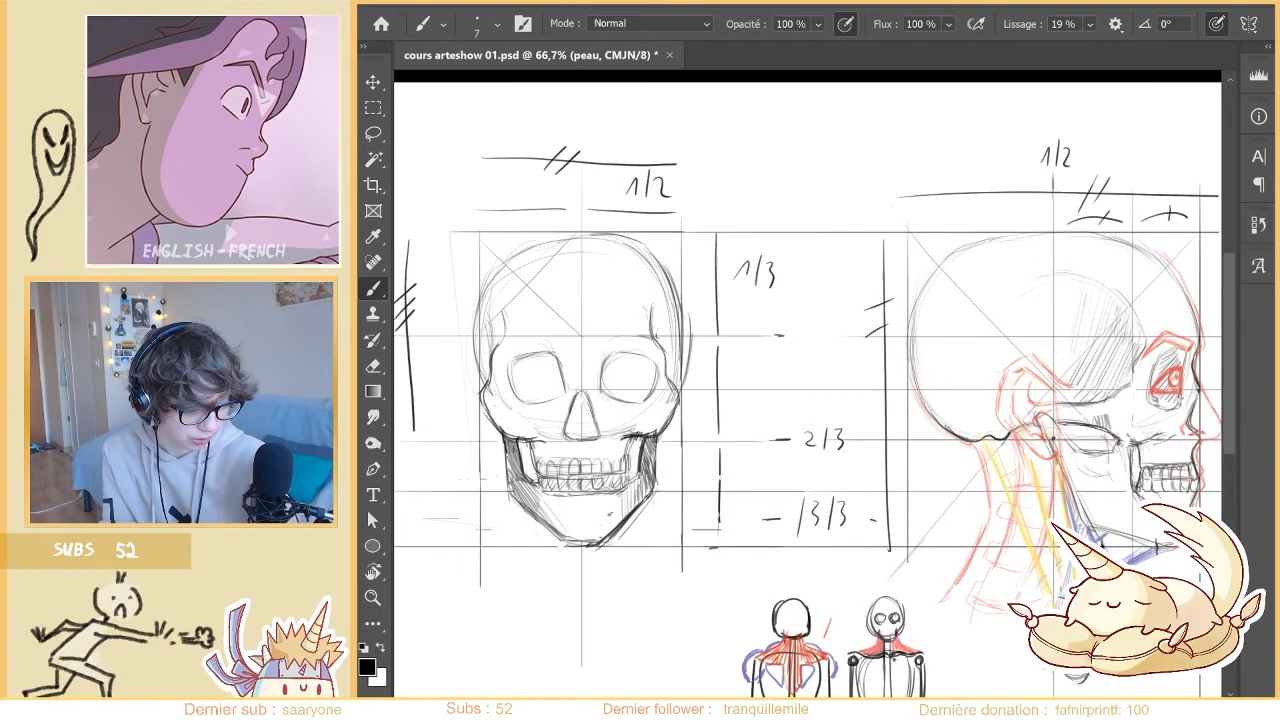 7
Mode : Normal
Opacité : 100 %
Flux : 100 %
Lissage : 19 %
0°
cours arteshow 01.psd @ 66,7% (peau, CMJN/8) *
1/2
1/2
1/3
2/3
3/3
ENGLISH - FRENCH
SUBS 52
Dernier sub : saaryone
Subs : 52
Dernier follower : tranquillemile
Dernière donation : fafnirprintf: 100